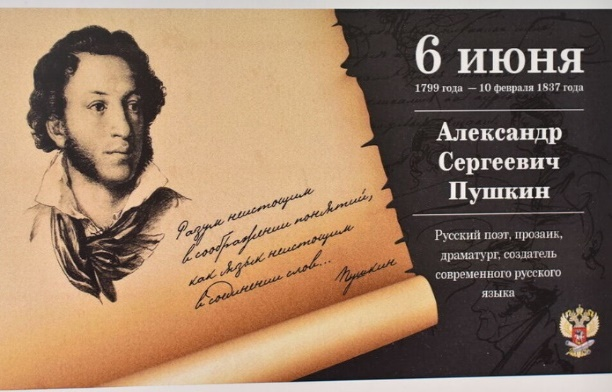 6 июня
1799 года — 10 февраля 1837 года
Александр
Сергеевич
Пушкин
Русский поэт, прозаик,
драматург, создатель
современного русского
языка
Разум неистощим
в соображении понятий,
как язык неистощим
в соединении слов...
Пушкин